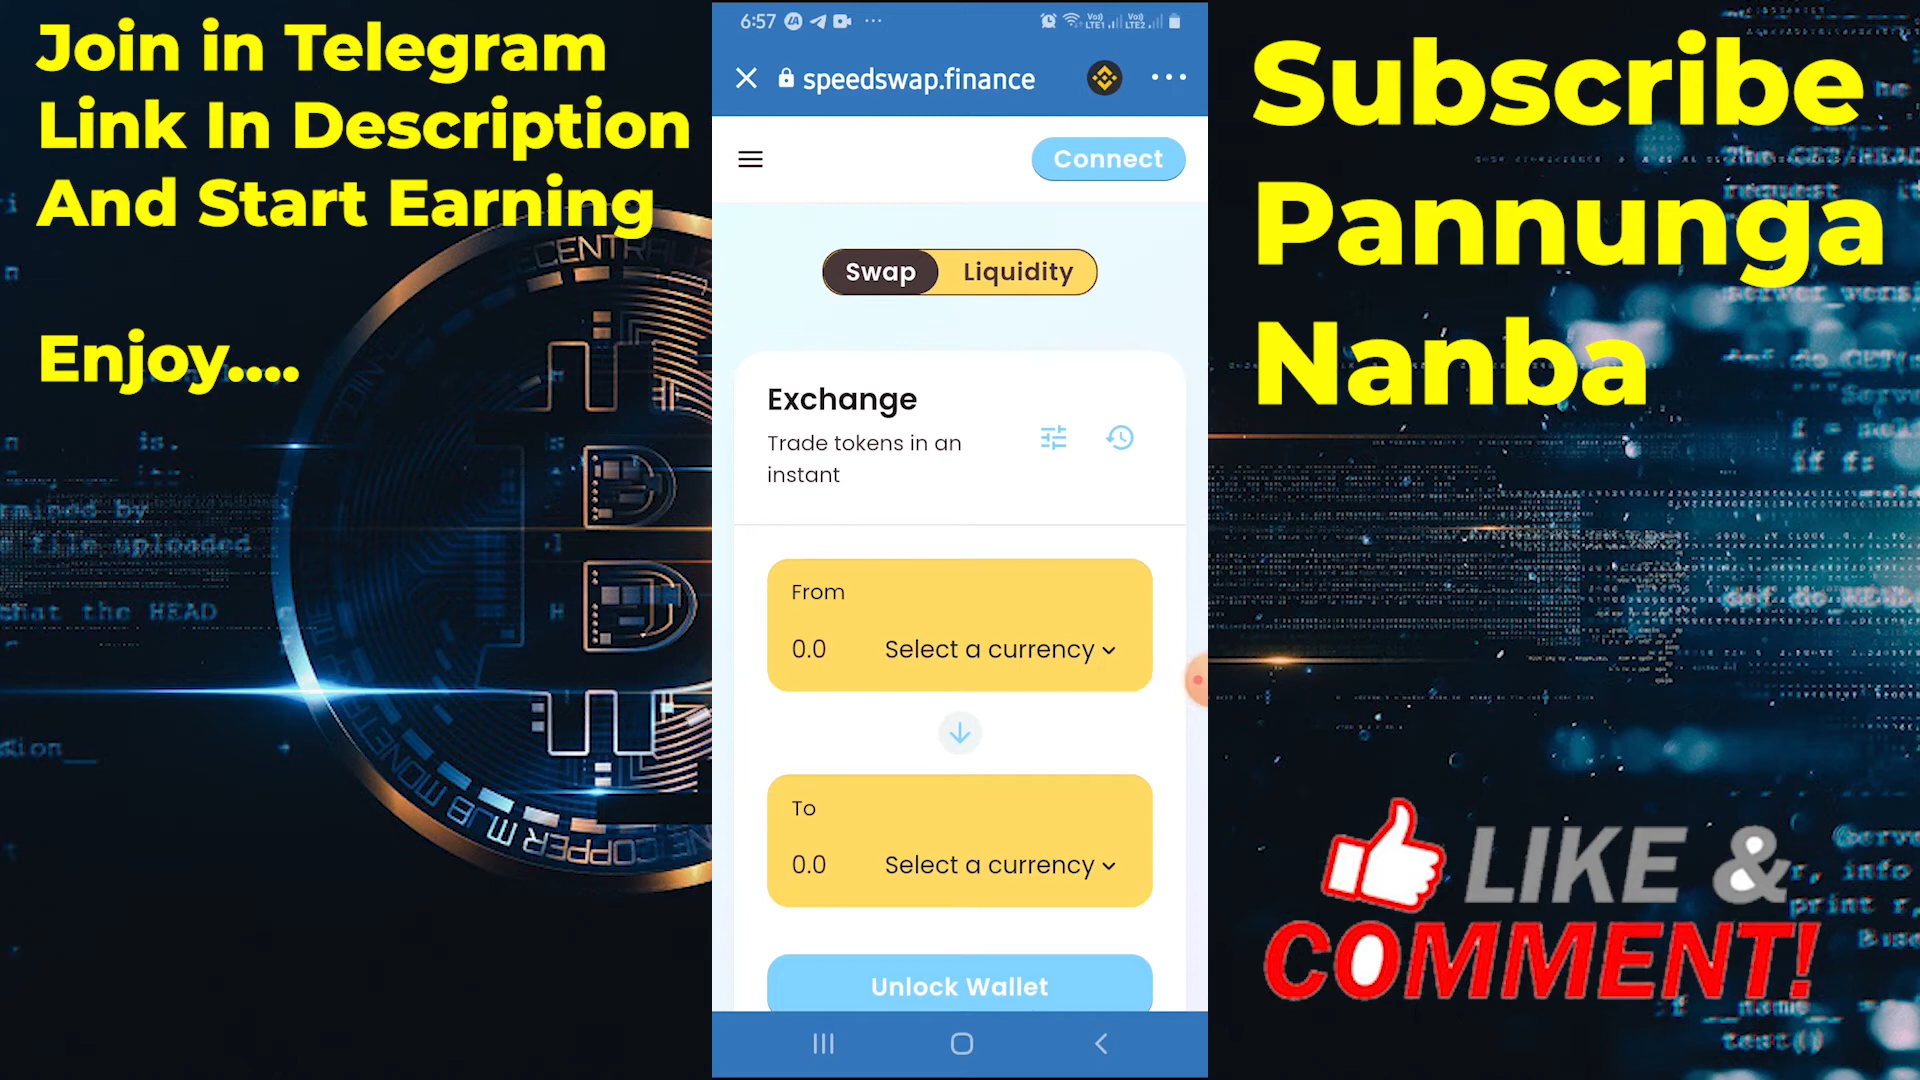 Join in Telegram
Link In Description
And Start Earning
Enjoy....
6:57
speedswap.finance
Connect
Swap
Liquidity
Exchange
Trade tokens in an
instant
From
0.0
Select a currency
To
0.0
Select a currency
Unlock Wallet
Subscribe
Pannunga
Nanba
LIKE &
COMMENT!